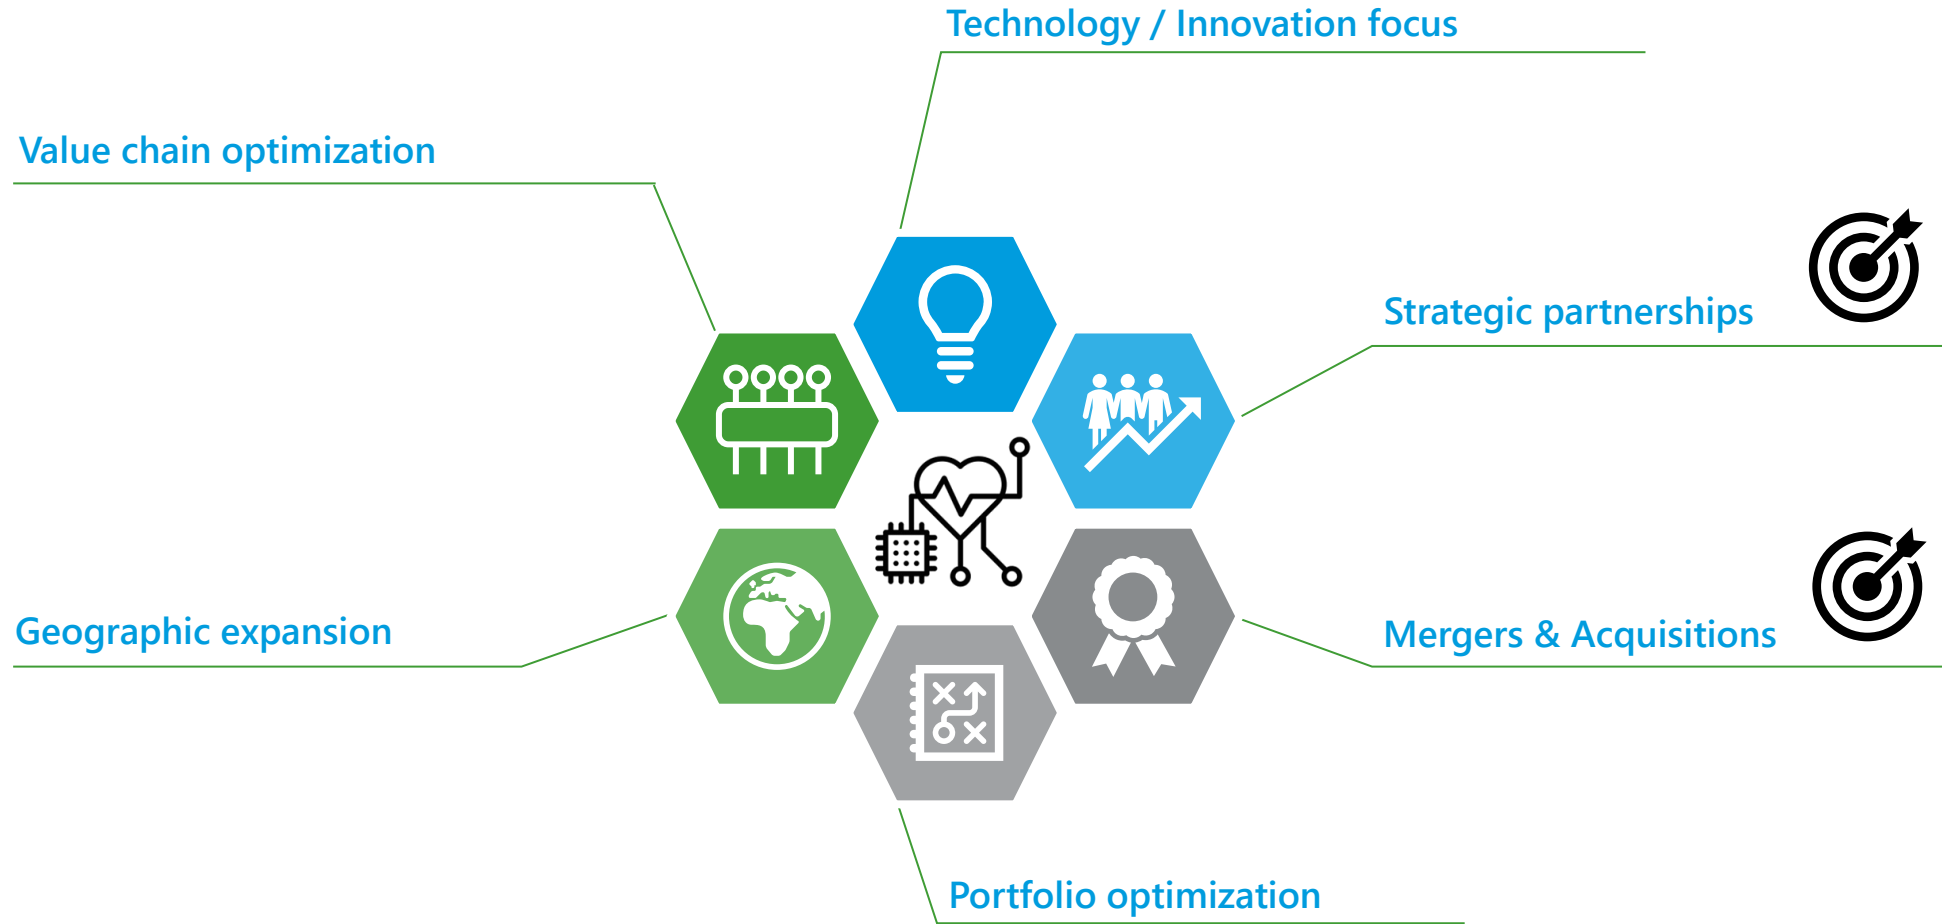 Technology / Innovation focus
Value chain optimization
Strategic partnerships
Geographic expansion
Mergers & Acquisitions
Portfolio optimization